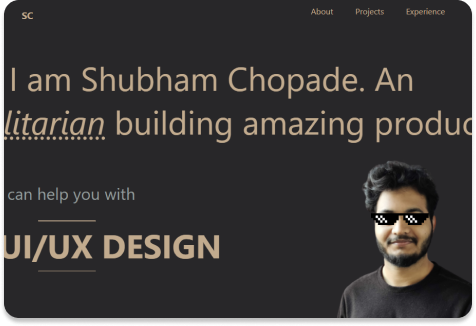 SC
About Projects Experience
I am Shubham Chopade. An
litarian building amazing produc
can help you with
UI/UX DESIGN